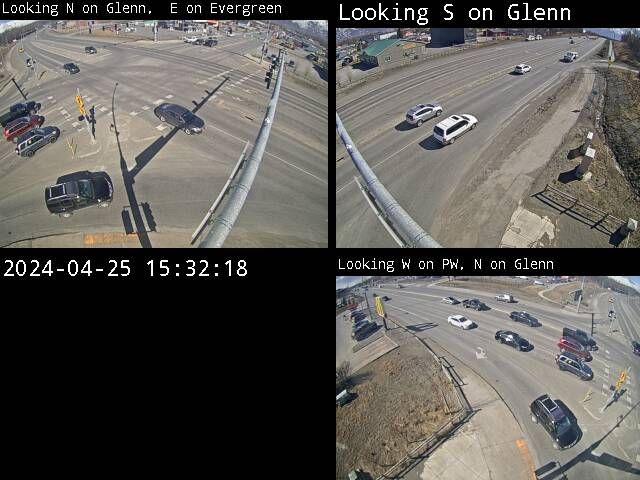 Looking N on Glenn,  E on Evergreen
Looking S on Glenn
2024-04-25 15:32:18
Looking W on PW, N on Glenn